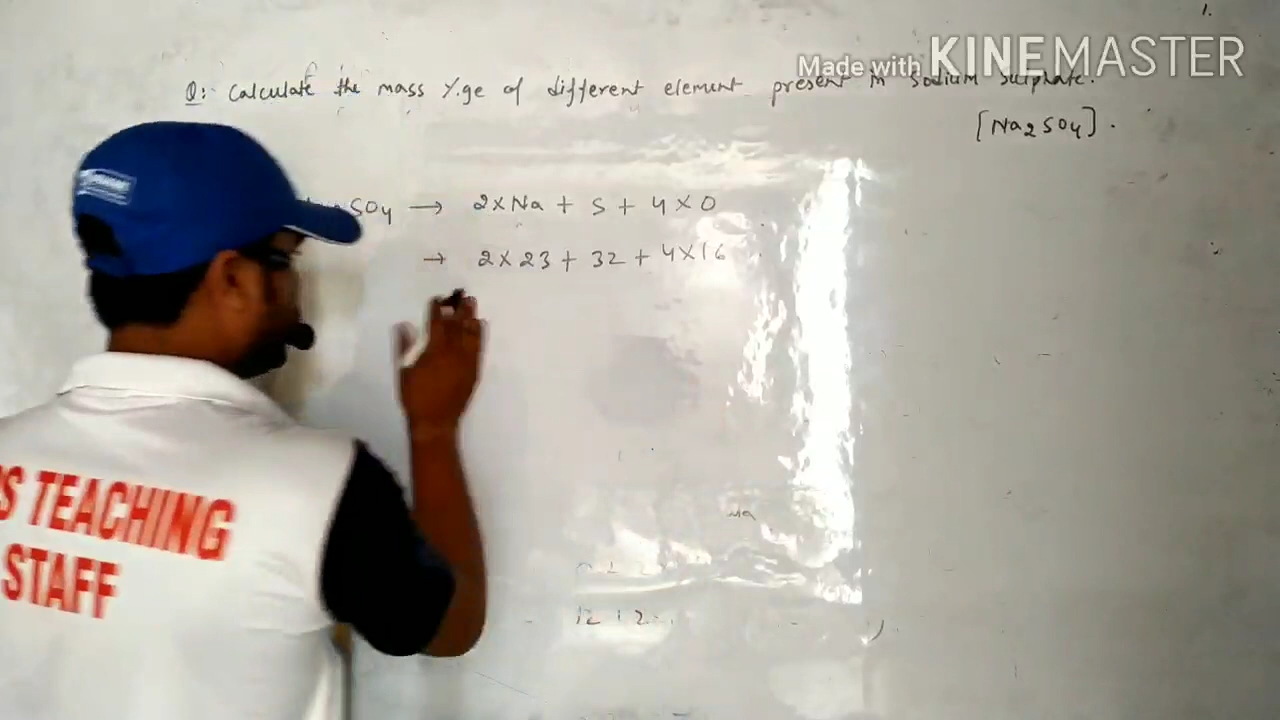 Made with KINEMASTER
Q:- Calculate the mass %ge of different element present in Sodium Sulphate.
[Na2SO4].
SO4 → 2×Na + S + 4×O
→ 2×23 + 32 + 4×16
S TEACHING
STAFF